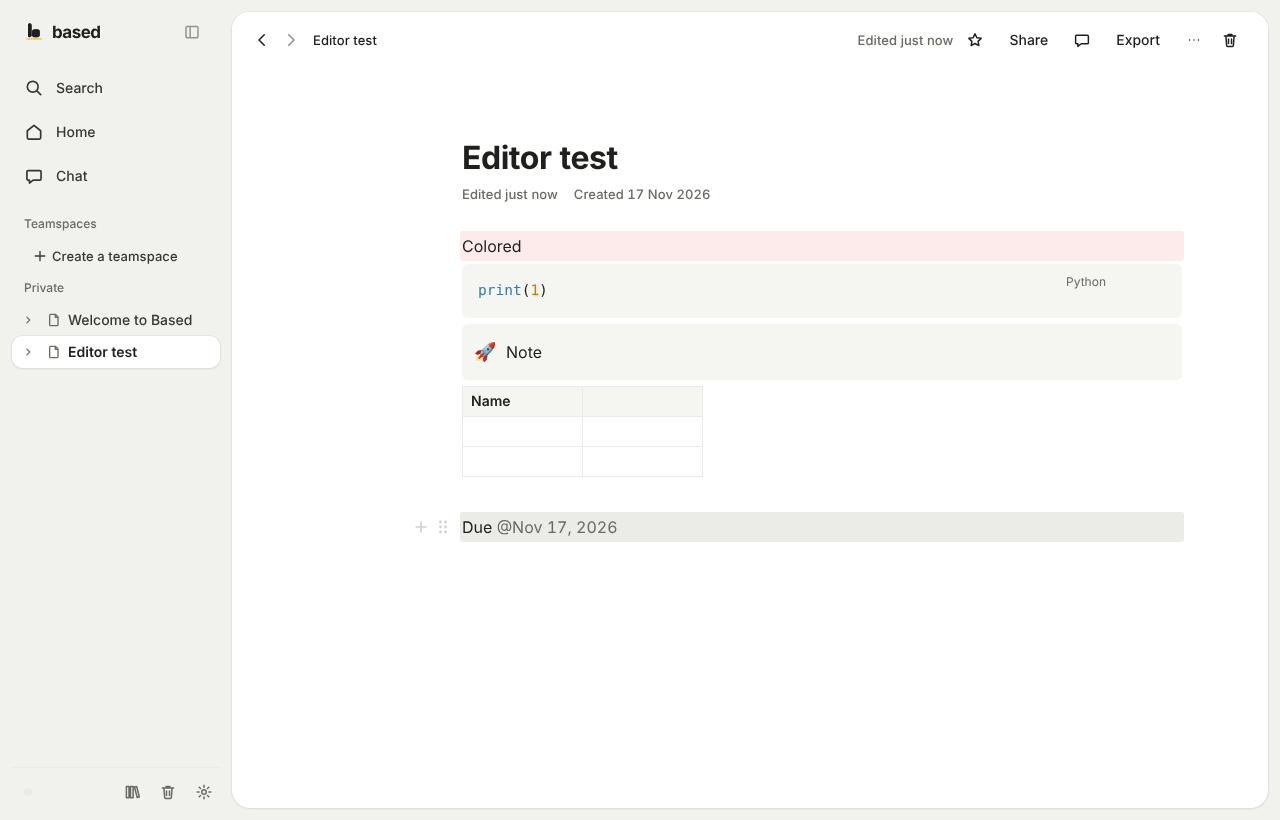 based
Search
Home
Chat
Teamspaces
Create a teamspace
Private
Welcome to Based
Editor test
Editor test
Edited just now
Share
Export
Editor test
Edited just now Created 17 Nov 2026
Colored
print(1)
Python
🚀 Note
Name
Due @Nov 17, 2026